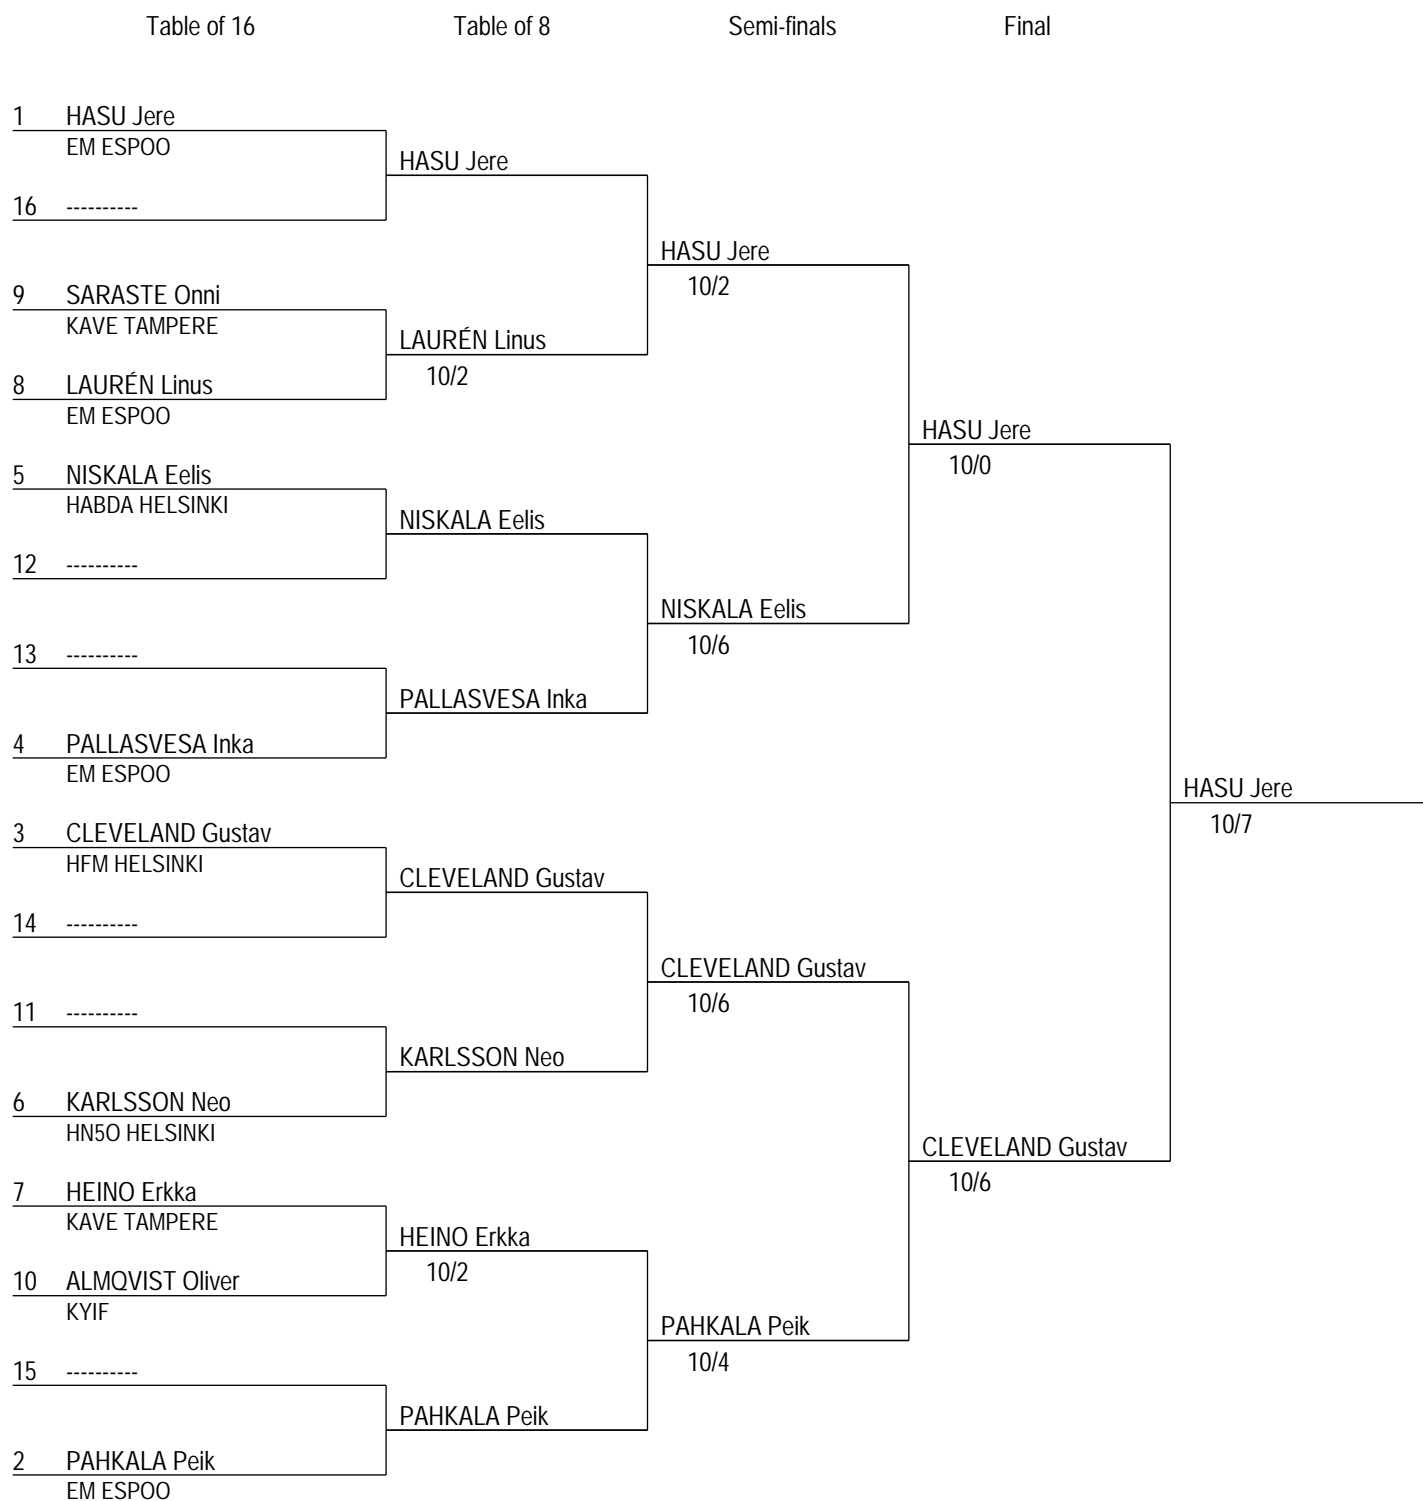 Table of 16 Table of 8 Semi-finals Final
1 HASU Jere
EM ESPOO
HASU Jere
16 ----------
HASU Jere
10/2
9 SARASTE Onni
KAVE TAMPERE
LAURÉN Linus
10/2
8 LAURÉN Linus
EM ESPOO
HASU Jere
10/0
5 NISKALA Eelis
HABDA HELSINKI
NISKALA Eelis
12 ----------
NISKALA Eelis
10/6
13 ----------
PALLASVESA Inka
4 PALLASVESA Inka
EM ESPOO
HASU Jere
10/7
3 CLEVELAND Gustav
HFM HELSINKI
CLEVELAND Gustav
14 ----------
CLEVELAND Gustav
10/6
11 ----------
KARLSSON Neo
6 KARLSSON Neo
HN5O HELSINKI
CLEVELAND Gustav
10/6
7 HEINO Erkka
KAVE TAMPERE
HEINO Erkka
10/2
10 ALMQVIST Oliver
KYIF
PAHKALA Peik
10/4
15 ----------
PAHKALA Peik
2 PAHKALA Peik
EM ESPOO